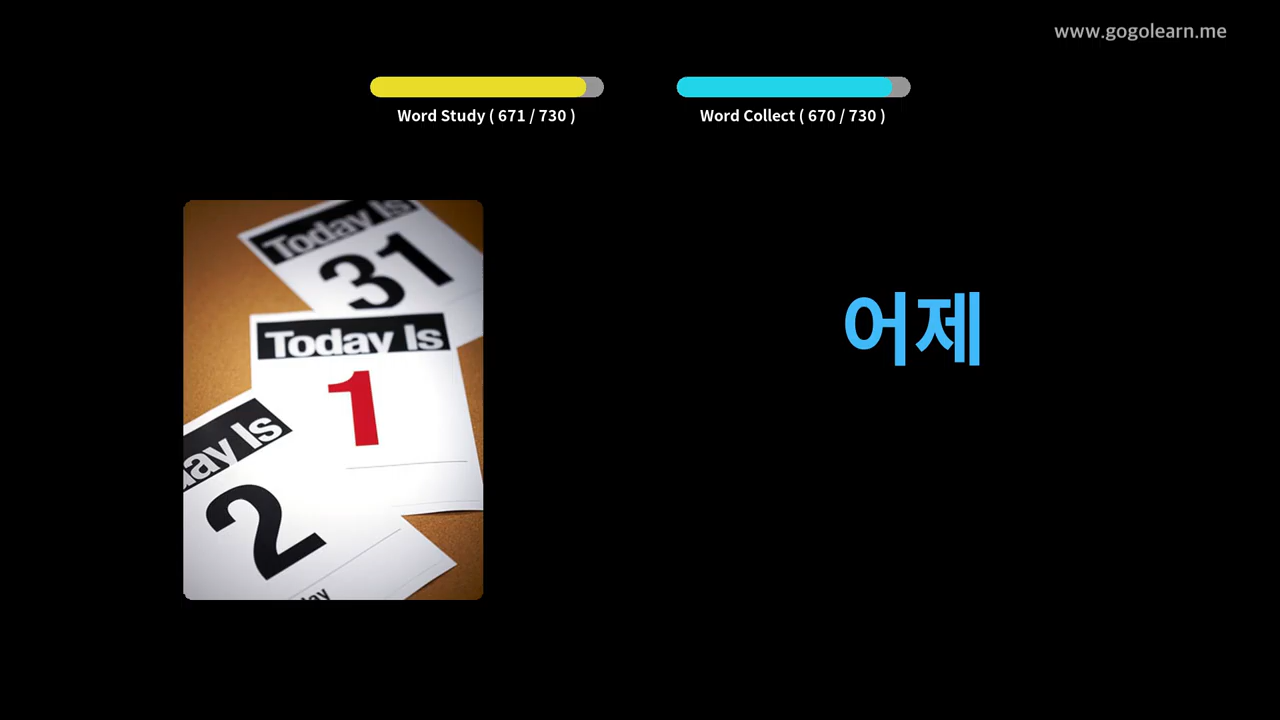 www.gogolearn.me
Word Study ( 671 / 730 )
Word Collect ( 670 / 730 )
Today Is
31
Today Is
1
어제
ay Is
2